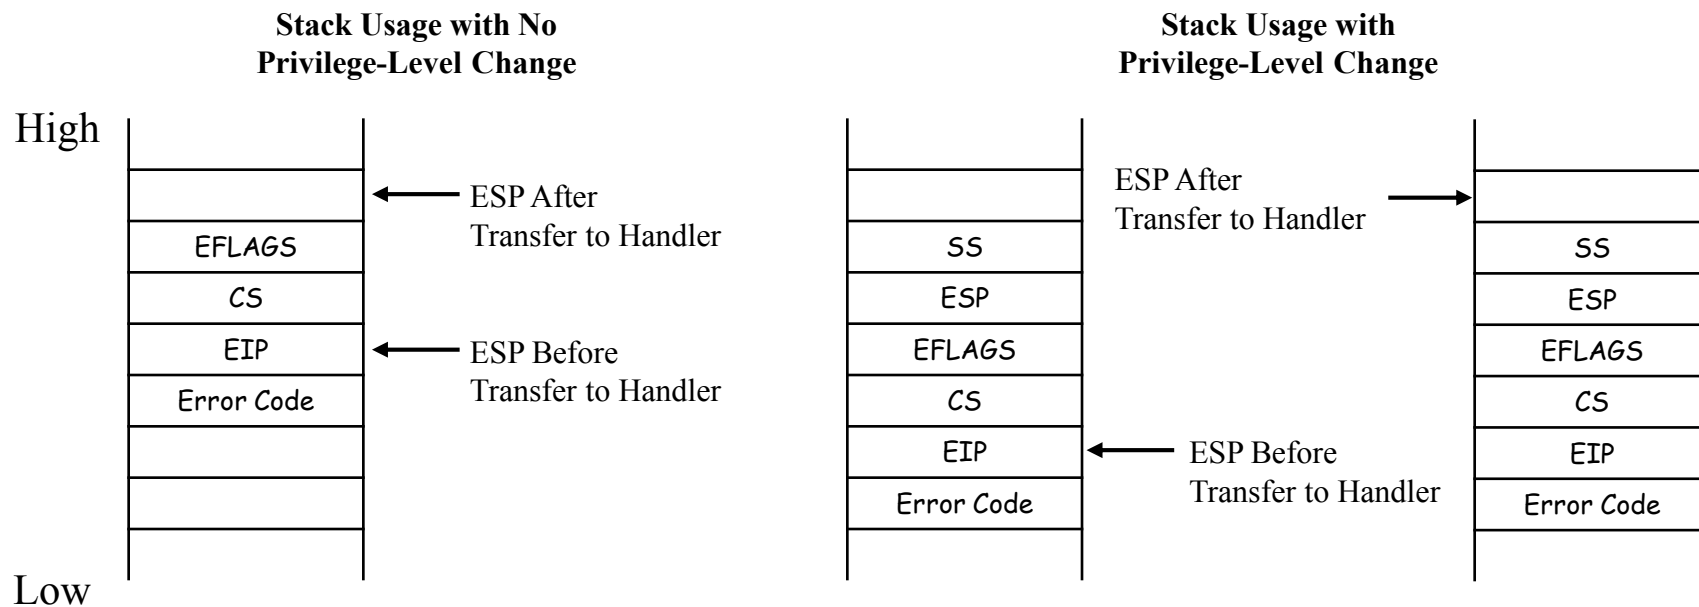 Stack Usage with No
Privilege-Level Change
Stack Usage with
Privilege-Level Change
High
Low
EFLAGS
CS
EIP
Error Code
ESP After
Transfer to Handler
ESP Before
Transfer to Handler
SS
ESP
EFLAGS
CS
EIP
Error Code
ESP After
Transfer to Handler
ESP Before
Transfer to Handler
SS
ESP
EFLAGS
CS
EIP
Error Code